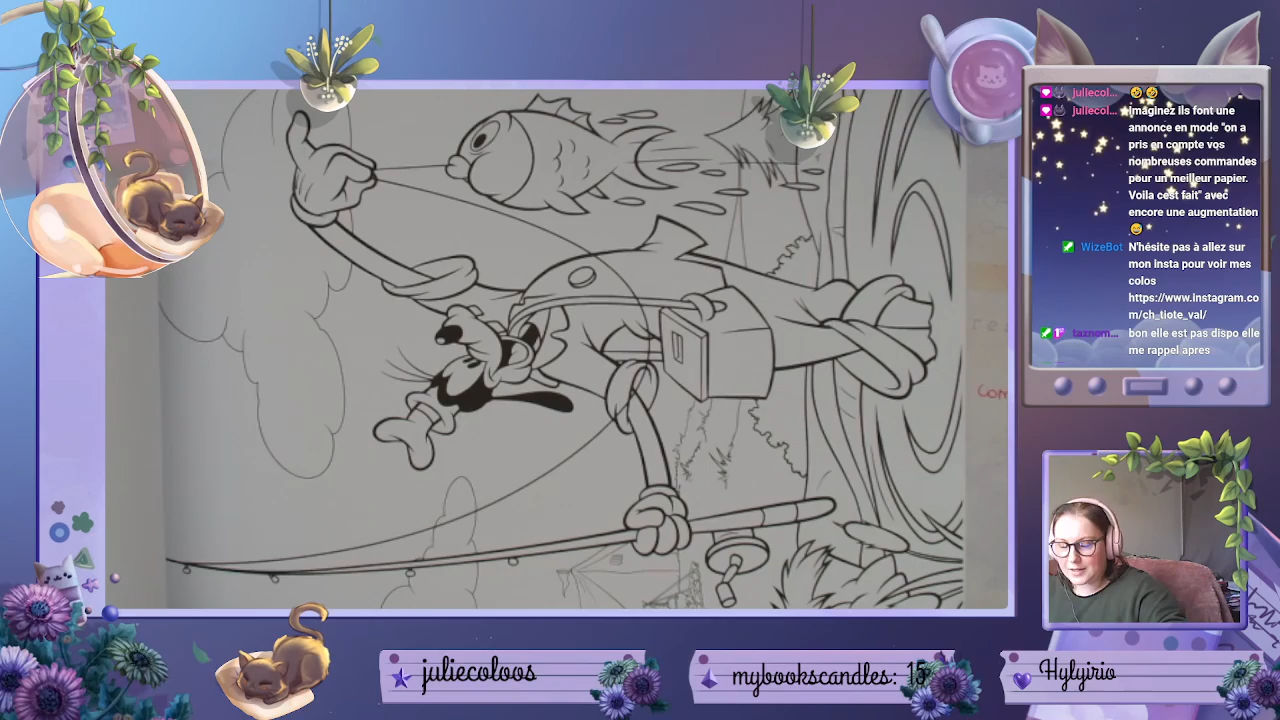 juliecol... 🤣🤣
juliecol... imaginez Ils font une
annonce en mode "on a
pris en compte vos
nombreuses commandes
pour un meilleur papier.
Voila cest fait" avec
encore une augmentation
😅
WizeBot N'hésite pas à allez sur
mon Insta pour voir mes
colos
https://www.instagram.co
m/ch_tiote_val/
taznom... bon elle est pas dispo elle
me rappel apres
juliecoloos
mybookscandles: 15
Hylyirio